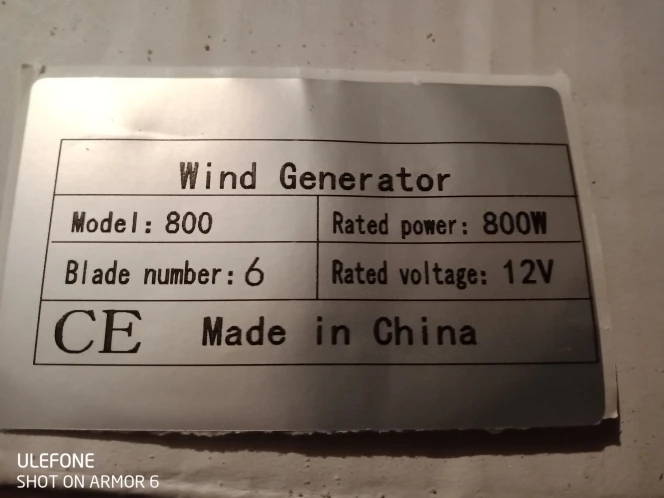 Wind Generator
Model: 800
Rated power: 800W
Blade number: 6
Rated voltage: 12V
CE Made in China
ULEFONE
SHOT ON ARMOR 6